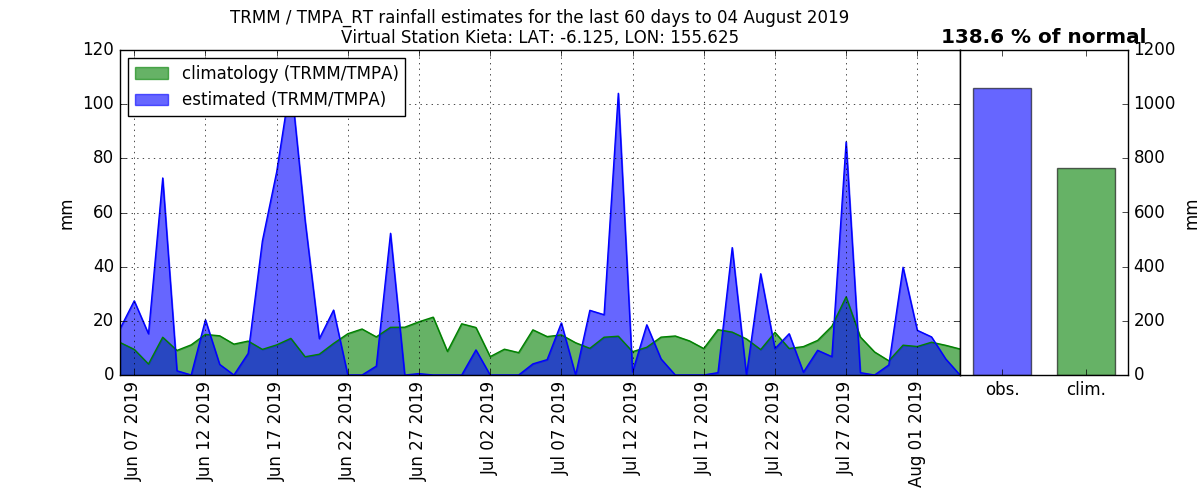 TRMM / TMPA_RT rainfall estimates for the last 60 days to 04 August 2019
Virtual Station Kieta: LAT: -6.125, LON: 155.625
138.6 % of normal
climatology (TRMM/TMPA)
estimated (TRMM/TMPA)
120
100
80
60
40
20
0
mm
1200
1000
800
600
400
200
0
mm
Jun 07 2019
Jun 12 2019
Jun 17 2019
Jun 22 2019
Jun 27 2019
Jul 02 2019
Jul 07 2019
Jul 12 2019
Jul 17 2019
Jul 22 2019
Jul 27 2019
Aug 01 2019
obs.
clim.